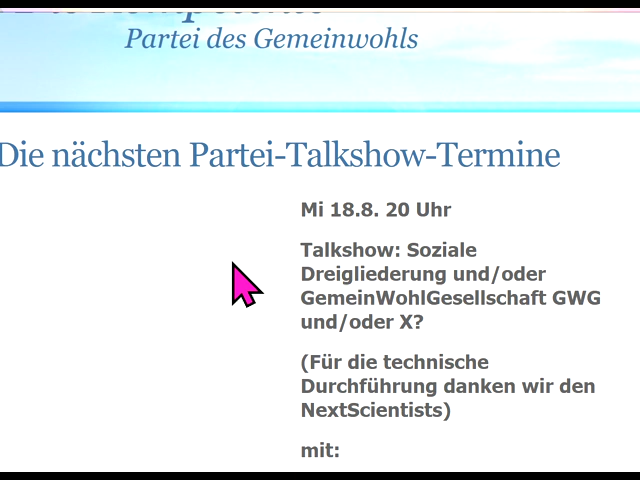 Partei des Gemeinwohls
Die nächsten Partei-Talkshow-Termine
Mi 18.8. 20 Uhr
Talkshow: Soziale
Dreigliederung und/oder
GemeinWohlGesellschaft GWG
und/oder X?
(Für die technische
Durchführung danken wir den
NextScientists)
mit: